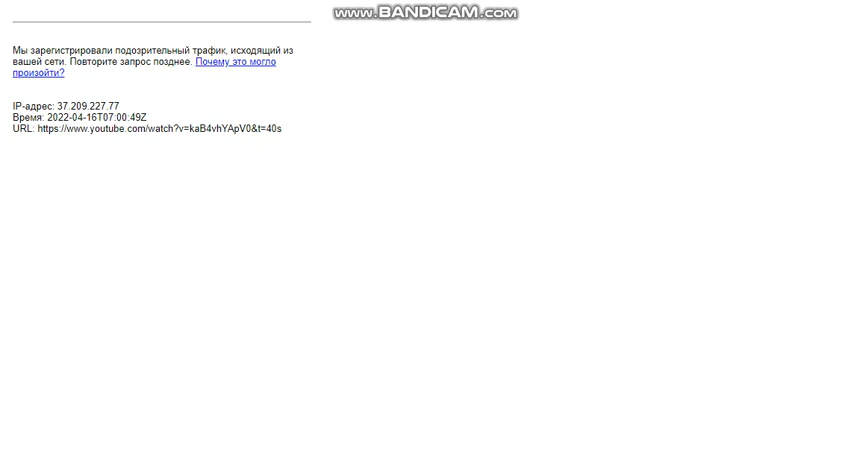 www.BANDICAM.com
Мы зарегистрировали подозрительный трафик, исходящий из
вашей сети. Повторите запрос позднее. Почему это могло
произойти?
IP-адрес: 37.209.227.77
Время: 2022-04-16T07:00:49Z
URL: https://www.youtube.com/watch?v=kaB4vhYApV0&t=40s